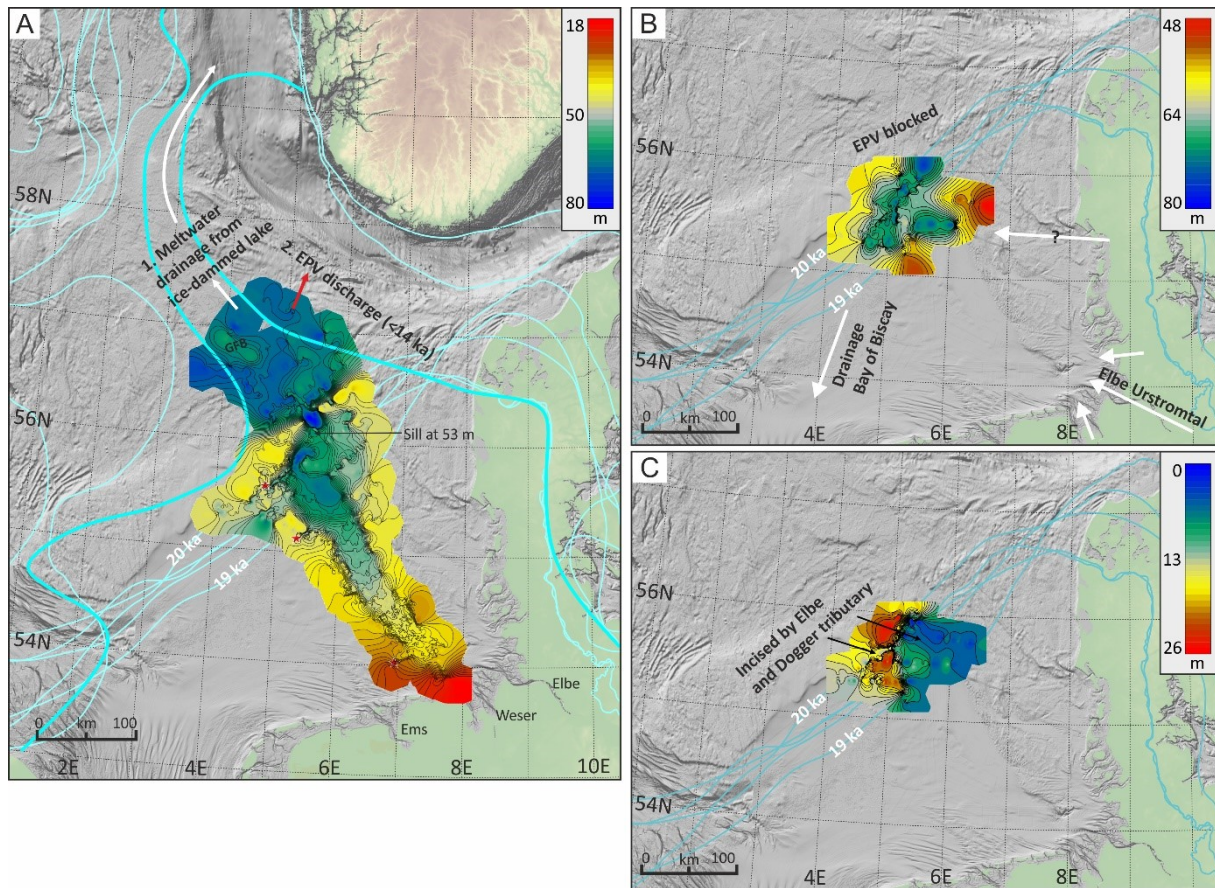 A
18
50
80
m
58N
1. Meltwater
drainage from
ice-dammed lake
2. EPV discharge (<14 ka)
GFB
56N
Sill at 53 m
20 ka
19 ka
54N
Elbe
Weser
Ems
0 km 100
2E 4E 6E 8E 10E
B
48
64
80
m
56N
EPV blocked
?
20 ka
19 ka
Drainage
Bay of Biscay
54N
Elbe Urstromtal
0 km 100
4E 6E 8E
C
0
13
26
m
56N
Incised by Elbe
and Dogger tributary
20 ka
19 ka
54N
0 km 100
4E 6E 8E